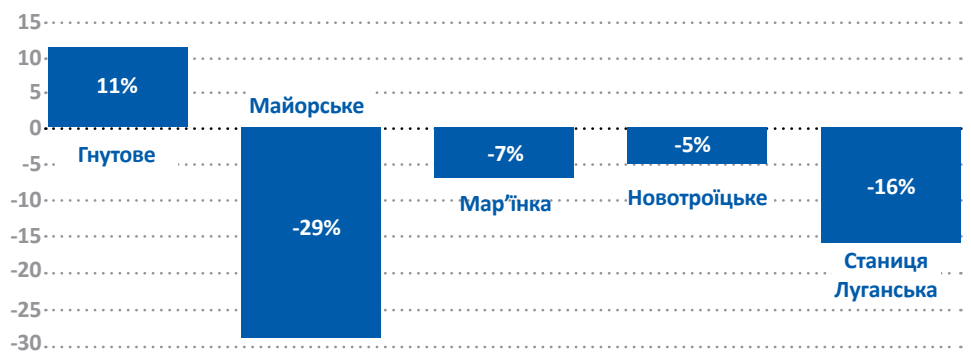 15
10
5
0
-5
-10
-15
-20
-25
-30
11%
Гнутове
Майорське
-29%
-7%
Мар’їнка
-5%
Новотроїцьке
-16%
Станиця
Луганська